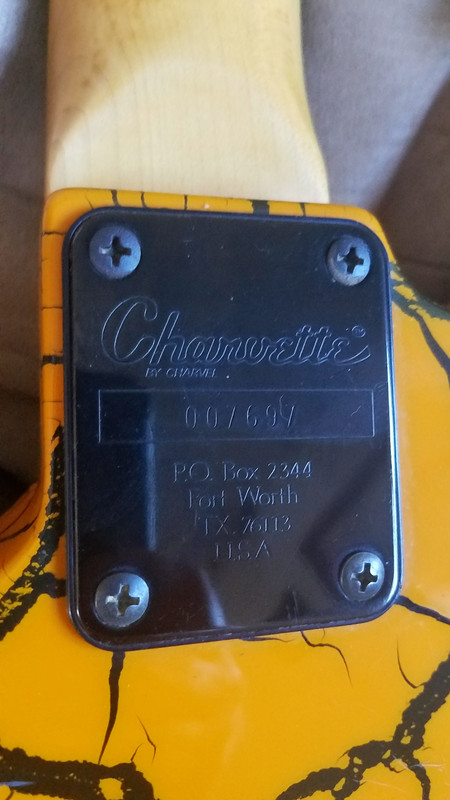 Charvette®
BY CHARVEL
007697
P.O. Box 2344
Fort Worth
TX. 76113
U.S.A